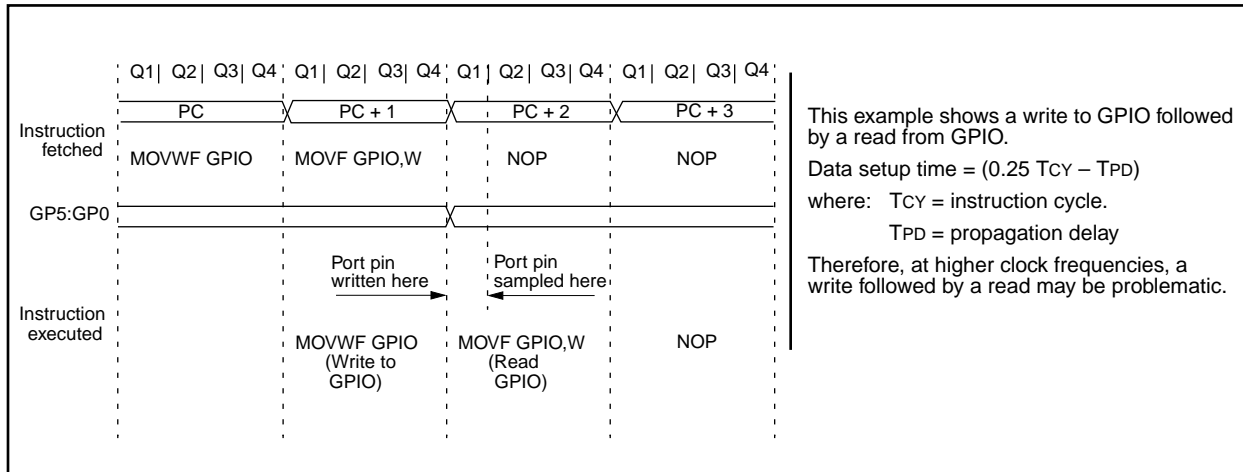 Q1| Q2| Q3| Q4 Q1| Q2| Q3| Q4 Q1| Q2| Q3| Q4 Q1| Q2| Q3| Q4
PC PC + 1 PC + 2 PC + 3
Instruction
fetched
MOVWF GPIO MOVF GPIO,W NOP NOP
GP5:GP0
Port pin
written here
Port pin
sampled here
Instruction
executed
MOVWF GPIO
(Write to
GPIO)
MOVF GPIO,W
(Read
GPIO)
NOP
This example shows a write to GPIO followed
by a read from GPIO.
Data setup time = (0.25 TCY – TPD)
where: TCY = instruction cycle.
TPD = propagation delay
Therefore, at higher clock frequencies, a
write followed by a read may be problematic.